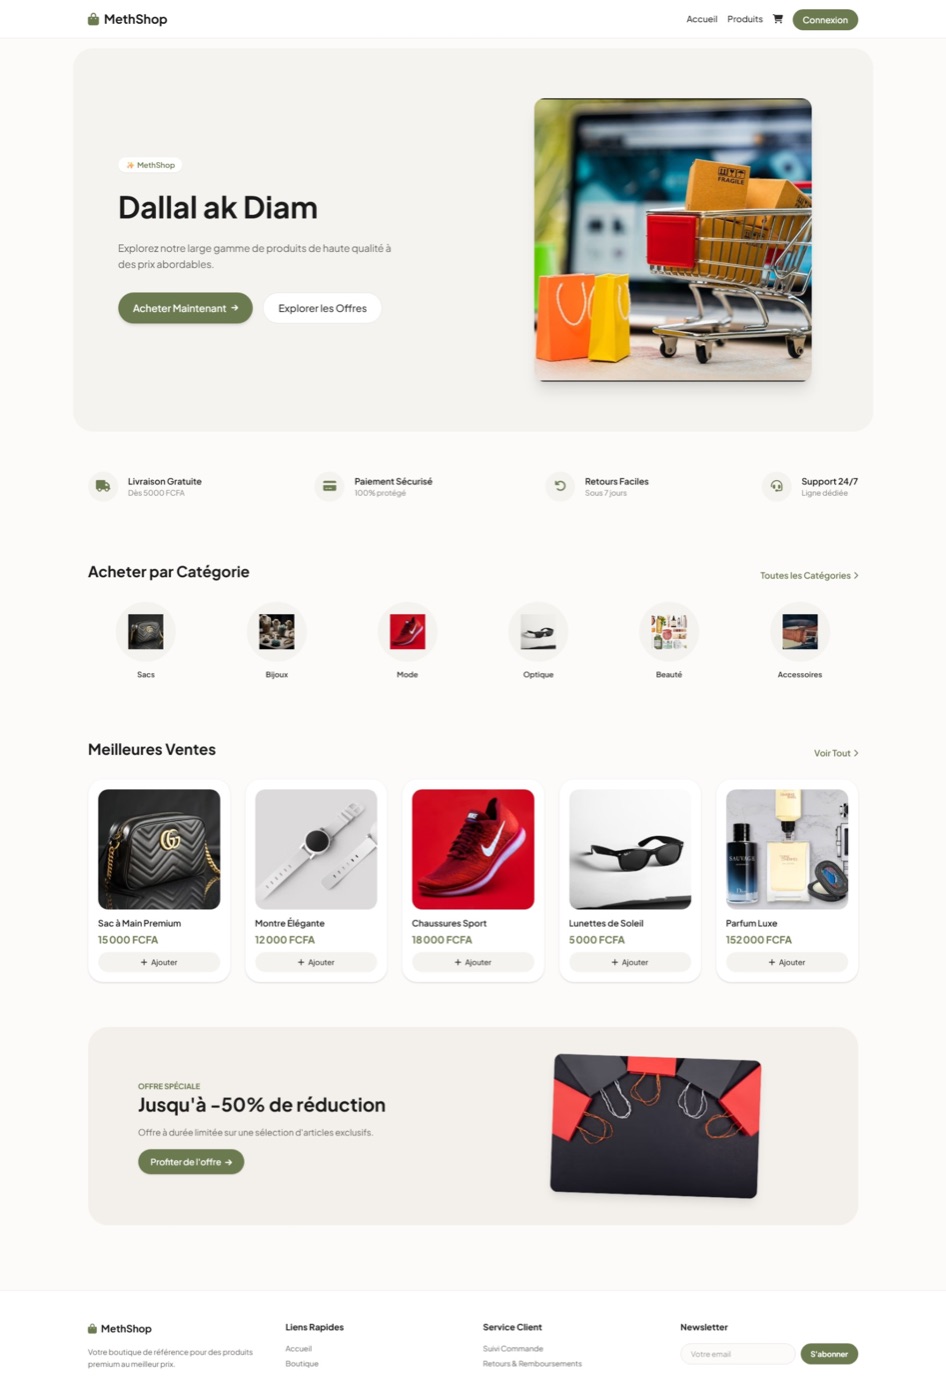 MethShop
Accueil Produits Connexion
✨ MethShop
Dallal ak Diam
Explorez notre large gamme de produits de haute qualité à
des prix abordables.
Acheter Maintenant →
Explorer les Offres
FRAGILE
Livraison Gratuite
Dès 5000 FCFA
Paiement Sécurisé
100% protégé
Retours Faciles
Sous 7 jours
Support 24/7
Ligne dédiée
Acheter par Catégorie
Toutes les Catégories >
Sacs
Bijoux
Mode
Optique
Beauté
Accessoires
Meilleures Ventes
Voir Tout >
Sac à Main Premium
15 000 FCFA
+ Ajouter
Montre Élégante
12 000 FCFA
+ Ajouter
Chaussures Sport
18 000 FCFA
+ Ajouter
Lunettes de Soleil
5 000 FCFA
+ Ajouter
SAUVAGE
Dior
Parfum Luxe
152 000 FCFA
+ Ajouter
OFFRE SPÉCIALE
Jusqu'à -50% de réduction
Offre à durée limitée sur une sélection d'articles exclusifs.
Profiter de l'offre →
MethShop
Votre boutique de référence pour des produits
premium au meilleur prix.
Liens Rapides
Accueil
Boutique
Service Client
Suivi Commande
Retours & Remboursements
Newsletter
Votre email
S'abonner